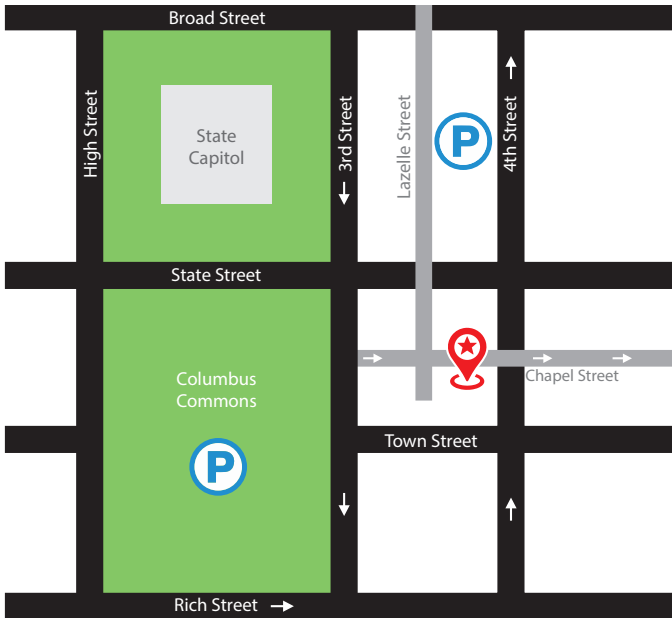 Broad Street
High Street
State
Capitol
3rd Street
Lazelle Street
P
4th Street
State Street
Columbus
Commons
Chapel Street
Town Street
P
Rich Street